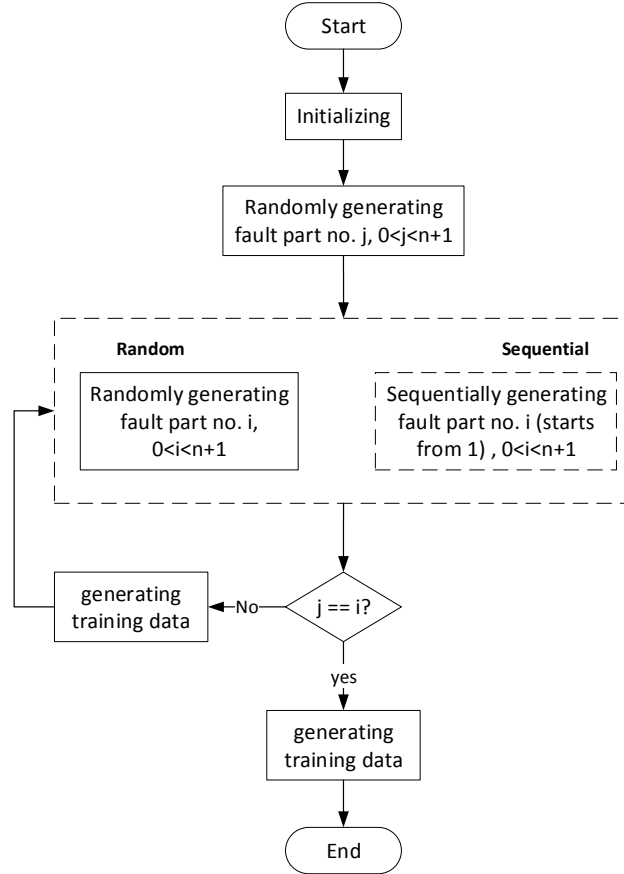 Start
Initializing
Randomly generating
fault part no. j, 0<j<n+1
Random
Sequential
Randomly generating
fault part no. i,
0<i<n+1
Sequentially generating
fault part no. i (starts
from 1) , 0<i<n+1
generating
training data
No
j == i?
yes
generating
training data
End